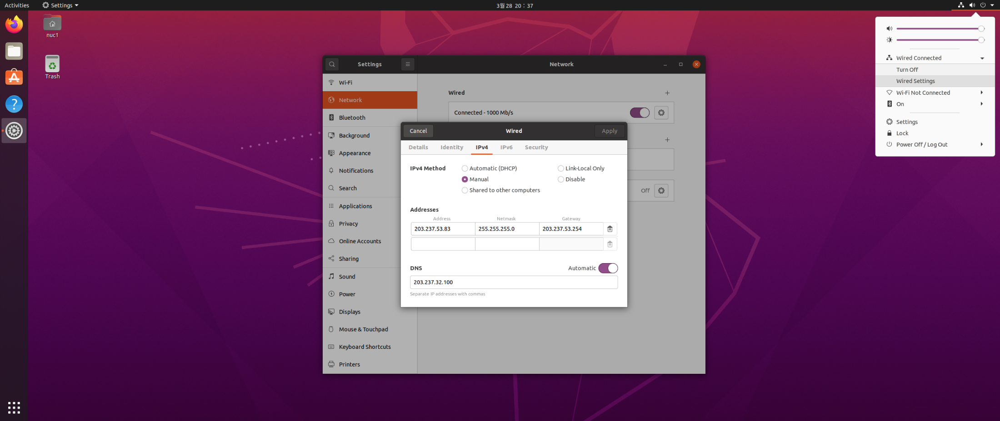 Activities
Settings
3월 28 20 : 37
nuc1
Trash
Settings
Network
Wi-Fi
Network
Bluetooth
Background
Appearance
Notifications
Search
Applications
Privacy
Online Accounts
Sharing
Sound
Power
Displays
Mouse & Touchpad
Keyboard Shortcuts
Printers
Wired
Connected - 1000 Mb/s
Off
Cancel
Wired
Apply
Details
Identity
IPv4
IPv6
Security
IPv4 Method
Automatic (DHCP)
Link-Local Only
Manual
Disable
Shared to other computers
Addresses
Address
Netmask
Gateway
203.237.53.83
255.255.255.0
203.237.53.254
DNS
Automatic
203.237.32.100
Separate IP addresses with commas
Wired Connected
Turn Off
Wired Settings
Wi-Fi Not Connected
On
Settings
Lock
Power Off / Log Out